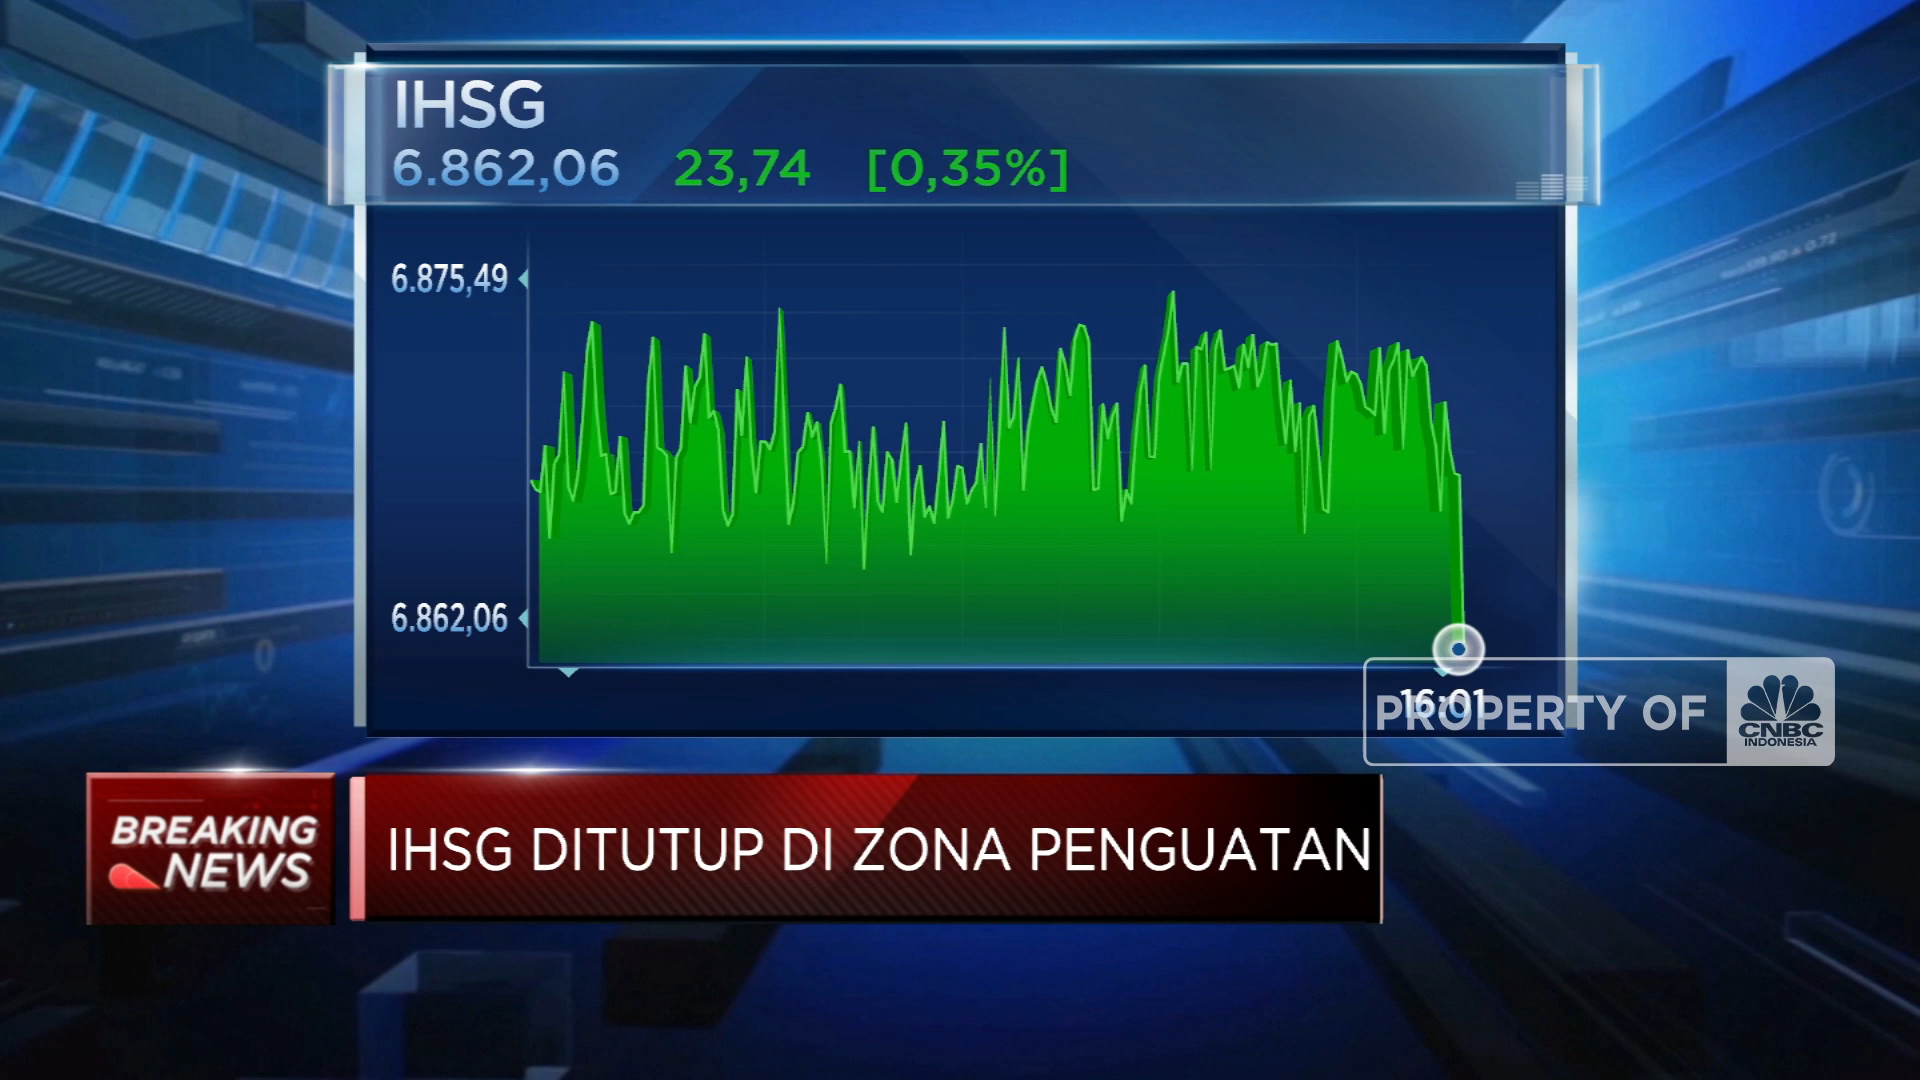 IHSG
6.862,06 23,74 [0,35%]
6.875,49
6.862,06
16:01
PROPERTY OF
CNBC
INDONESIA
BREAKING
NEWS
IHSG DITUTUP DI ZONA PENGUATAN